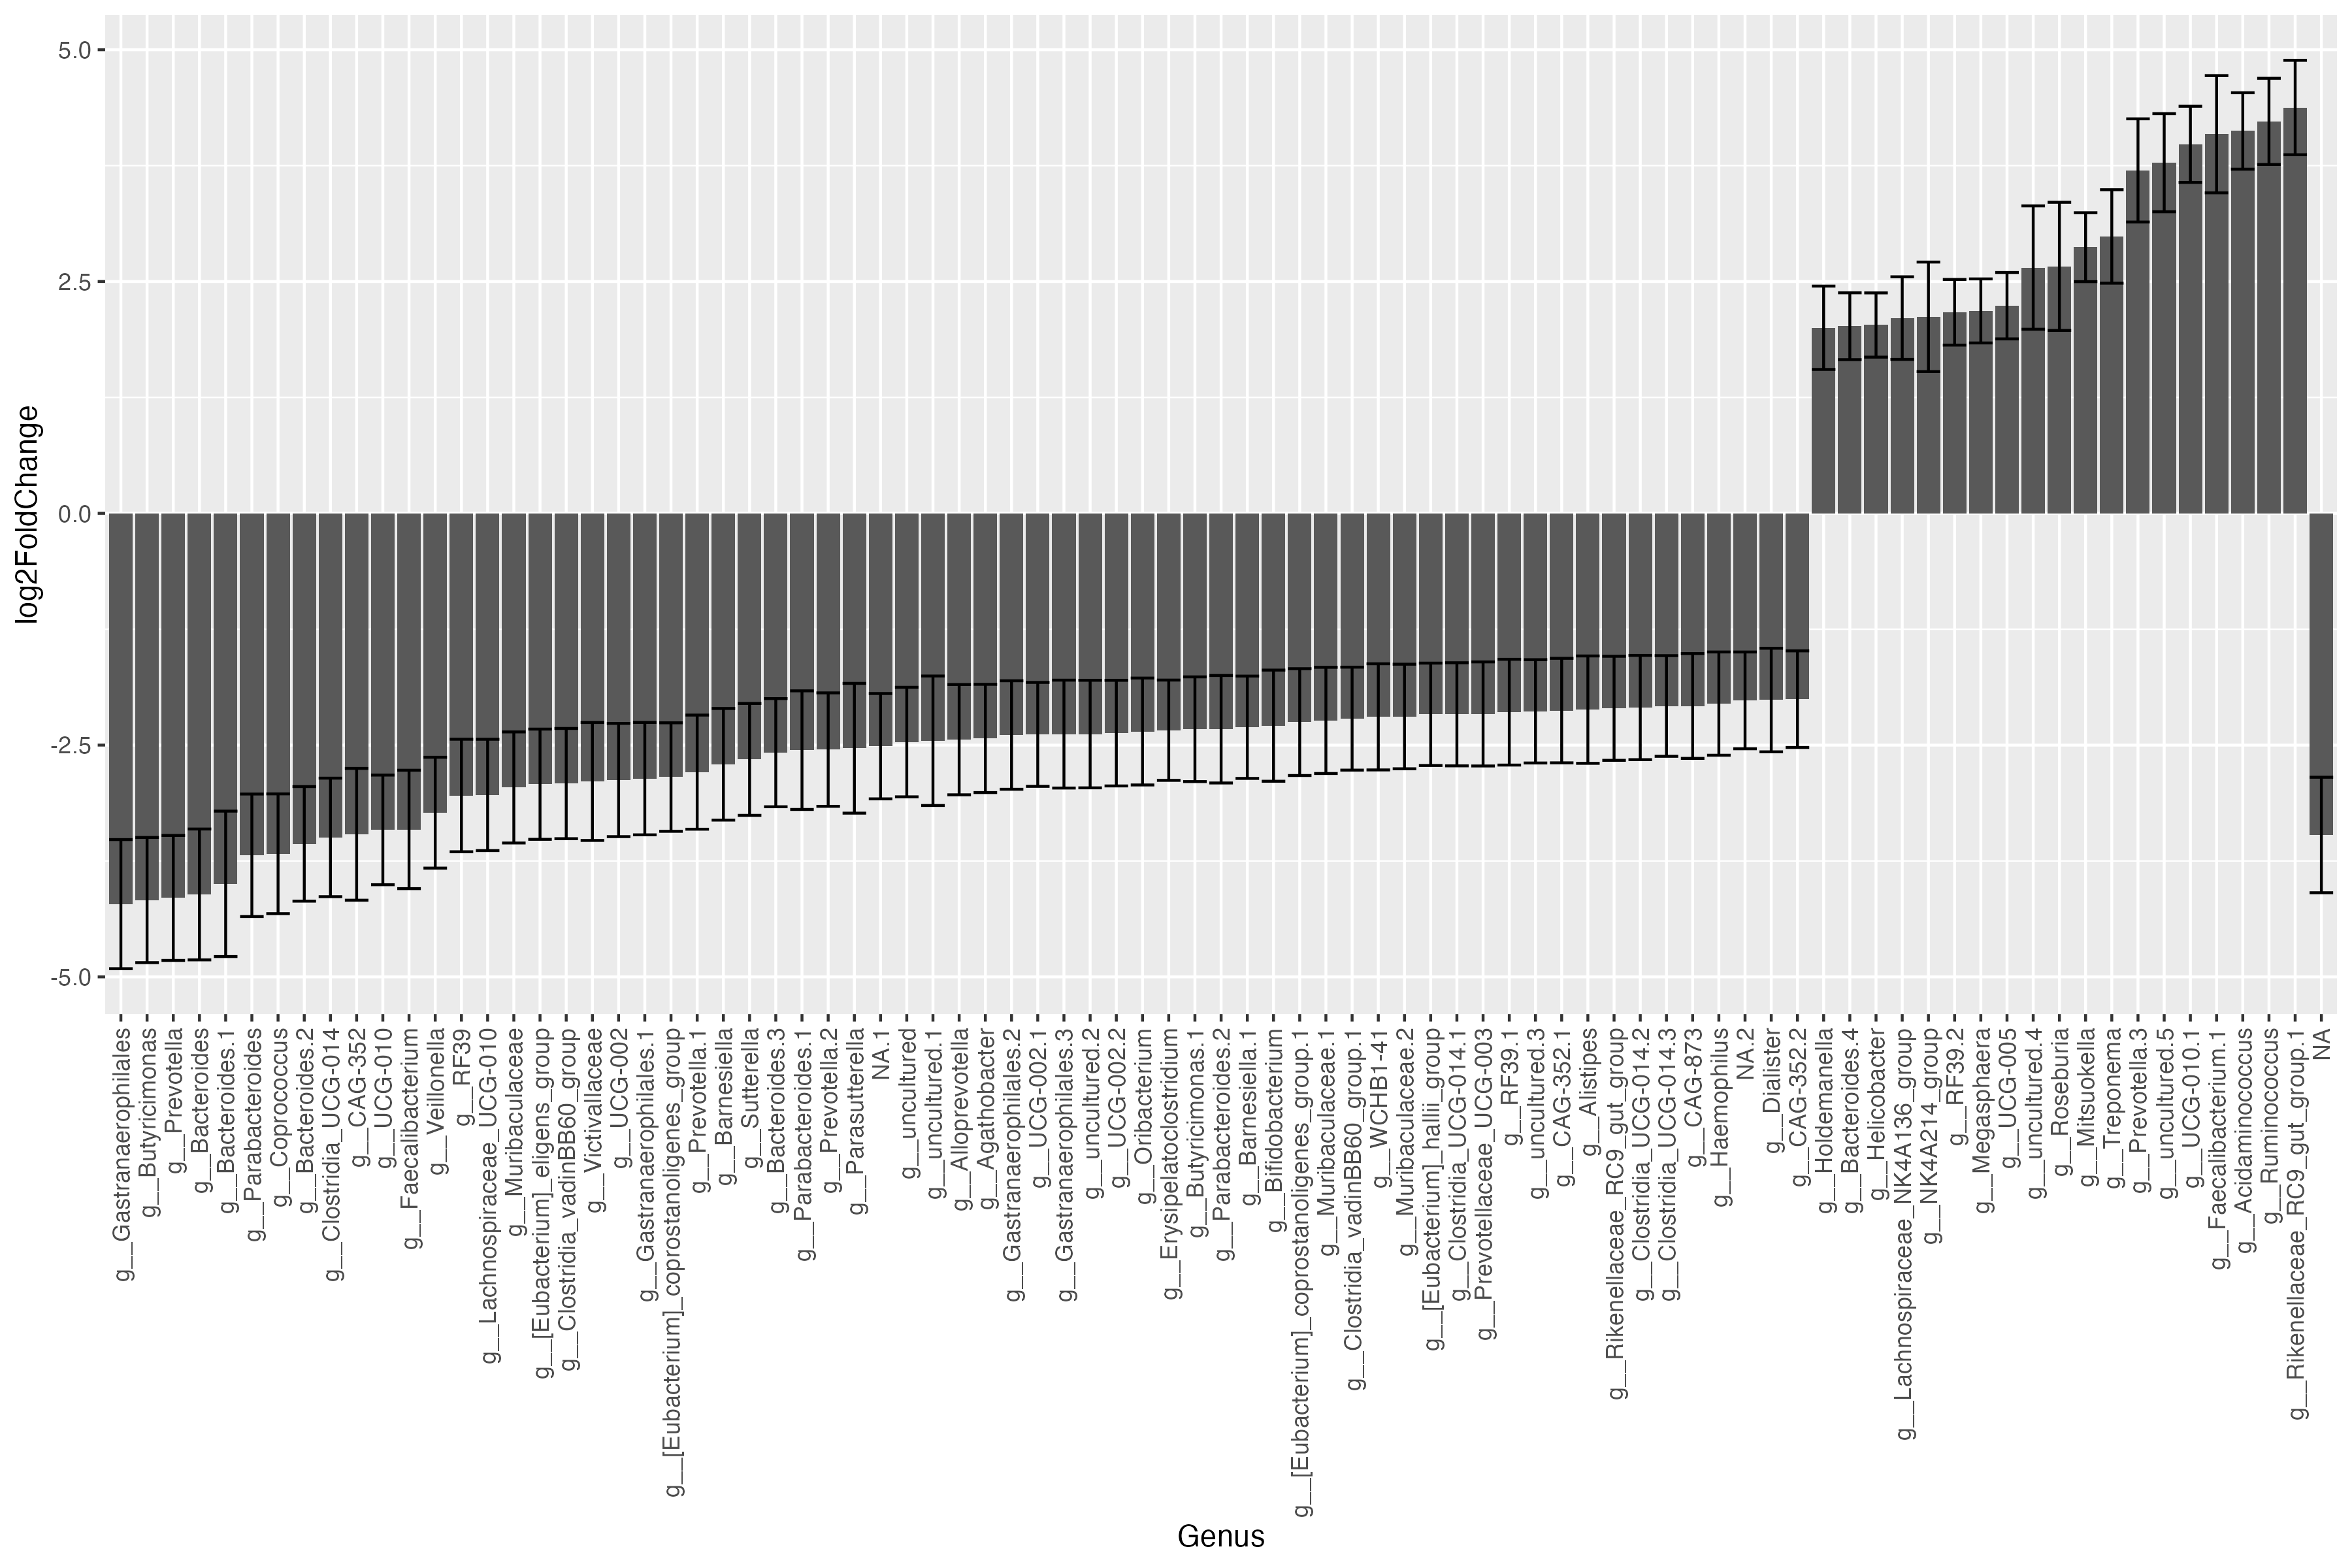 5.0
2.5
0.0
-2.5
-5.0
log2FoldChange
g__Gastranaerophilales
g__Butyricimonas
g__Prevotella
g__Bacteroides
g__Bacteroides.1
g__Parabacteroides
g__Coprococcus
g__Bacteroides.2
g__Clostridia_UCG-014
g__CAG-352
g__UCG-010
g__Faecalibacterium
g__Veillonella
g__RF39
g__Lachnospiraceae_UCG-010
g__Muribaculaceae
g__[Eubacterium]_eligens_group
g__Clostridia_vadinBB60_group
g__Victivallaceae
g__UCG-002
g__Gastranaerophilales.1
g__[Eubacterium]_coprostanoligenes_group
g__Prevotella.1
g__Barnesiella
g__Sutterella
g__Bacteroides.3
g__Parabacteroides.1
g__Prevotella.2
g__Parasutterella
NA.1
g__uncultured
g__uncultured.1
g__Alloprevotella
g__Agathobacter
g__Gastranaerophilales.2
g__UCG-002.1
g__Gastranaerophilales.3
g__uncultured.2
g__UCG-002.2
g__Oribacterium
g__Erysipelatoclostridium
g__Butyricimonas.1
g__Parabacteroides.2
g__Barnesiella.1
g__Bifidobacterium
g__[Eubacterium]_coprostanoligenes_group.1
g__Muribaculaceae.1
g__Clostridia_vadinBB60_group.1
g__WCHB1-41
g__Muribaculaceae.2
g__[Eubacterium]_hallii_group
g__Clostridia_UCG-014.1
g__Prevotellaceae_UCG-003
g__RF39.1
g__uncultured.3
g__CAG-352.1
g__Alistipes
g__Rikenellaceae_RC9_gut_group
g__Clostridia_UCG-014.2
g__Clostridia_UCG-014.3
g__CAG-873
g__Haemophilus
NA.2
g__Dialister
g__CAG-352.2
g__Holdemanella
g__Bacteroides.4
g__Helicobacter
g__Lachnospiraceae_NK4A136_group
g__NK4A214_group
g__RF39.2
g__Megasphaera
g__UCG-005
g__uncultured.4
g__Roseburia
g__Mitsuokella
g__Treponema
g__Prevotella.3
g__uncultured.5
g__UCG-010.1
g__Faecalibacterium.1
g__Acidaminococcus
g__Ruminococcus
g__Rikenellaceae_RC9_gut_group.1
NA
Genus